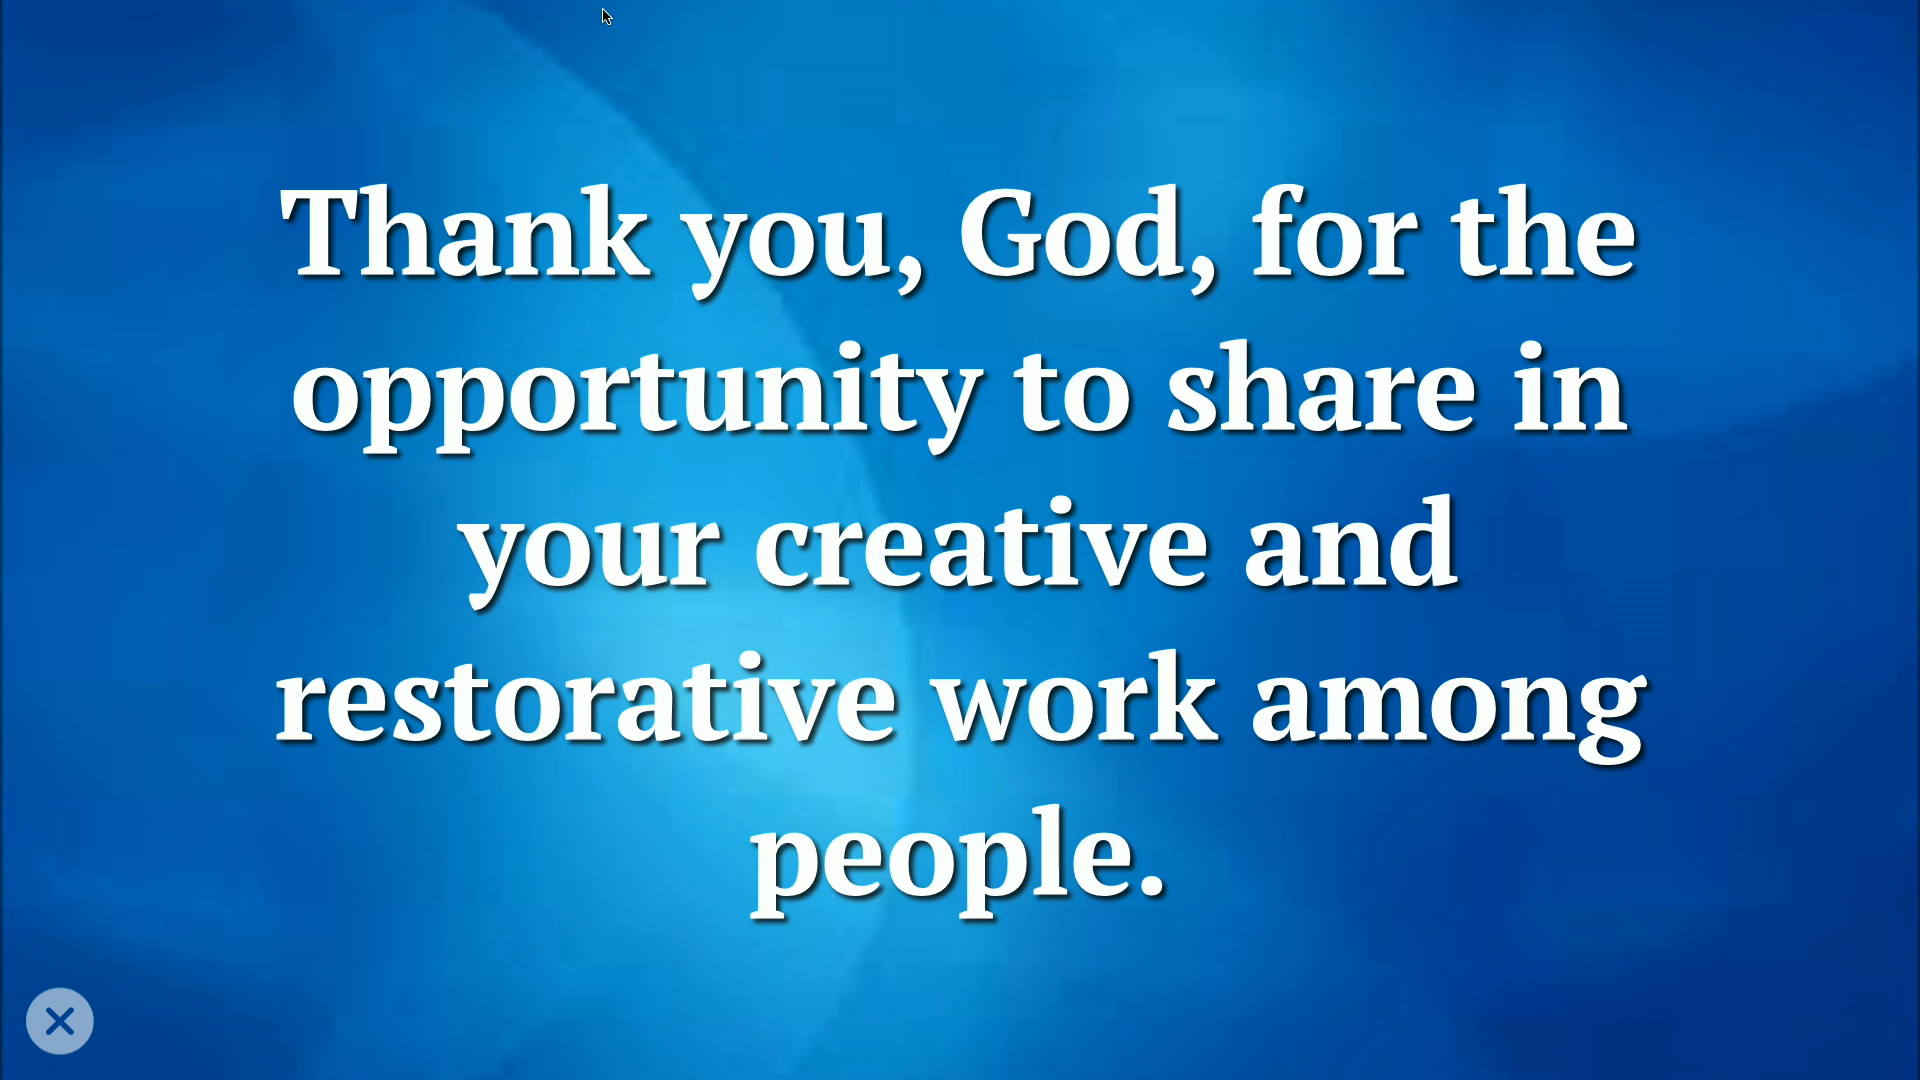 Thank you, God, for the
opportunity to share in
your creative and
restorative work among
people.